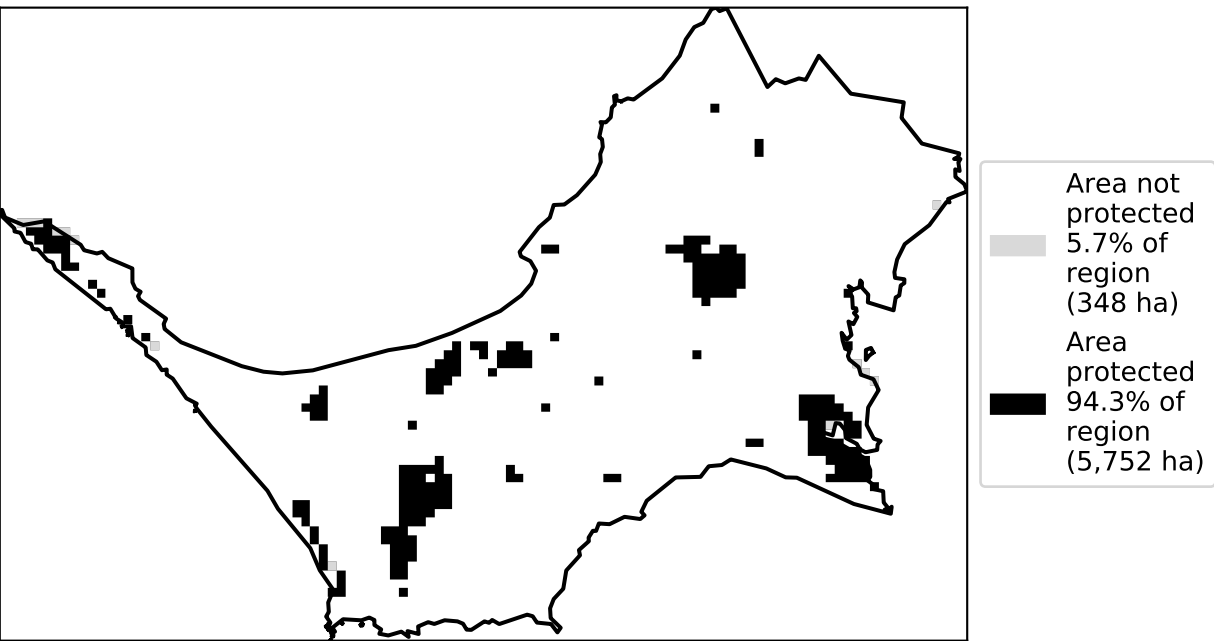 Area not
protected
5.7% of
region
(348 ha)
Area
protected
94.3% of
region
(5,752 ha)